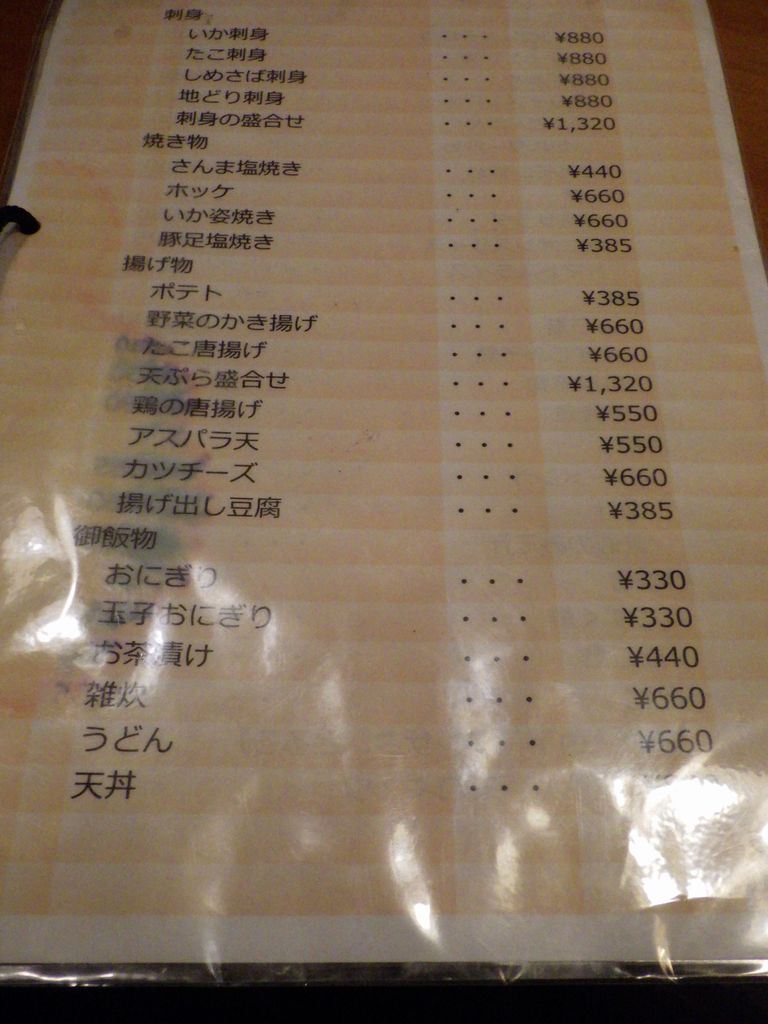 刺身
いか刺身 ・・・ ¥880
たこ刺身 ・・・ ¥880
しめさば刺身 ・・・ ¥880
地どり刺身 ・・・ ¥880
刺身の盛合せ ・・・ ¥1,320
焼き物
さんま塩焼き ・・・ ¥440
ホッケ ・・・ ¥660
いか姿焼き ・・・ ¥660
豚足塩焼き ・・・ ¥385
揚げ物
ポテト ・・・ ¥385
野菜のかき揚げ ・・・ ¥660
たこ唐揚げ ・・・ ¥660
天ぷら盛合せ ・・・ ¥1,320
鶏の唐揚げ ・・・ ¥550
アスパラ天 ・・・ ¥550
カツチーズ ・・・ ¥660
揚げ出し豆腐 ・・・ ¥385
御飯物
おにぎり ・・・ ¥330
玉子おにぎり ・・・ ¥330
お茶漬け ・・・ ¥440
雑炊 ・・・ ¥660
うどん ・・・ ¥660
天丼 ・・・